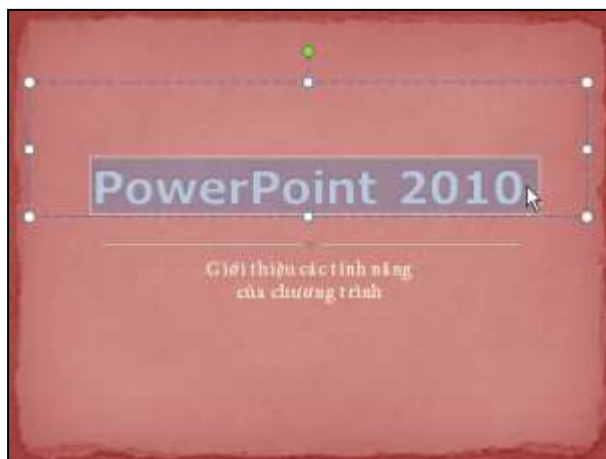 PowerPoint 2010
Giới thiệu các tính năng
của chương trình